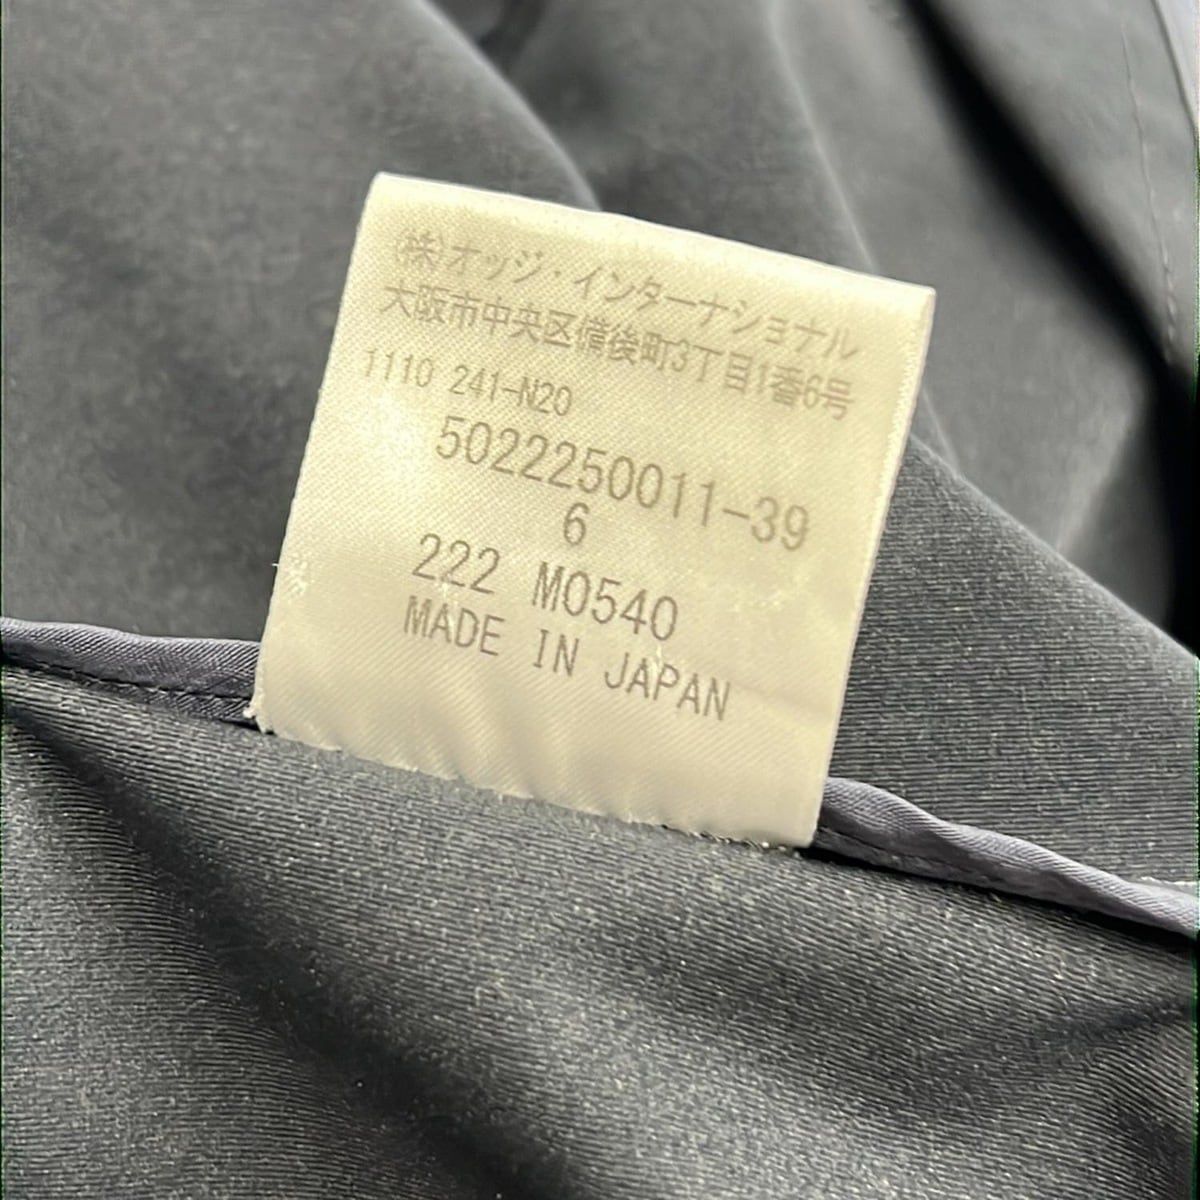 (株)オッジ・インターナショナル
大阪市中央区備後町3丁目1番6号
1110 241-N20
5022250011-39
6
222 M0540
MADE IN JAPAN